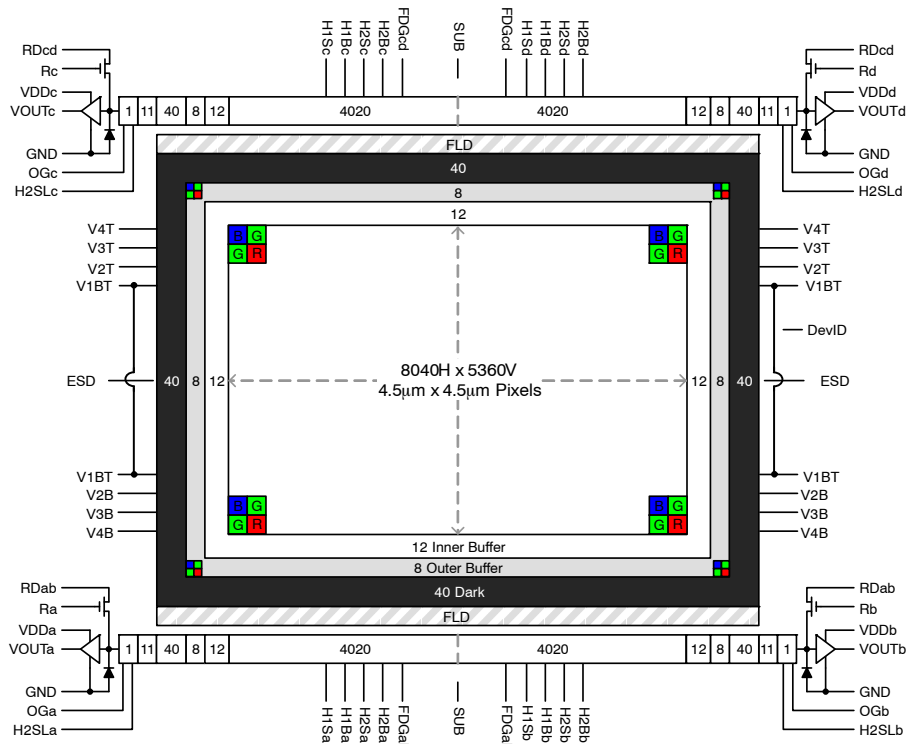 H1Sc H1Bc H2Sc H2Bc FDGcd SUB FDGcd H1Sd H1Bd H2Sd H2Bd
RDcd RDcd
Rc Rd
VDDc VDDd
VOUTc 1 11 40 8 12 4020 4020 12 8 40 11 1 VOUTd
GND FLD GND
OGc 40 OGd
H2SLc 8 H2SLd
12
V4T B G B G V4T
V3T G R G R V3T
V2T V2T
V1BT V1BT
DevID
8040H x 5360V
ESD 40 8 12 12 8 40 ESD
4.5μm x 4.5μm Pixels
V1BT V1BT
V2B B G B G V2B
V3B G R G R V3B
V4B V4B
12 Inner Buffer
8 Outer Buffer
RDab 40 Dark RDab
Ra FLD Rb
VDDa VDDb
VOUTa 1 11 40 8 12 4020 4020 12 8 40 11 1 VOUTb
GND GND
OGa OGb
H2SLa H2SLb
H1Sa H1Ba H2Sa H2Ba FDGa SUB FDGa H1Sb H1Bb H2Sb H2Bb